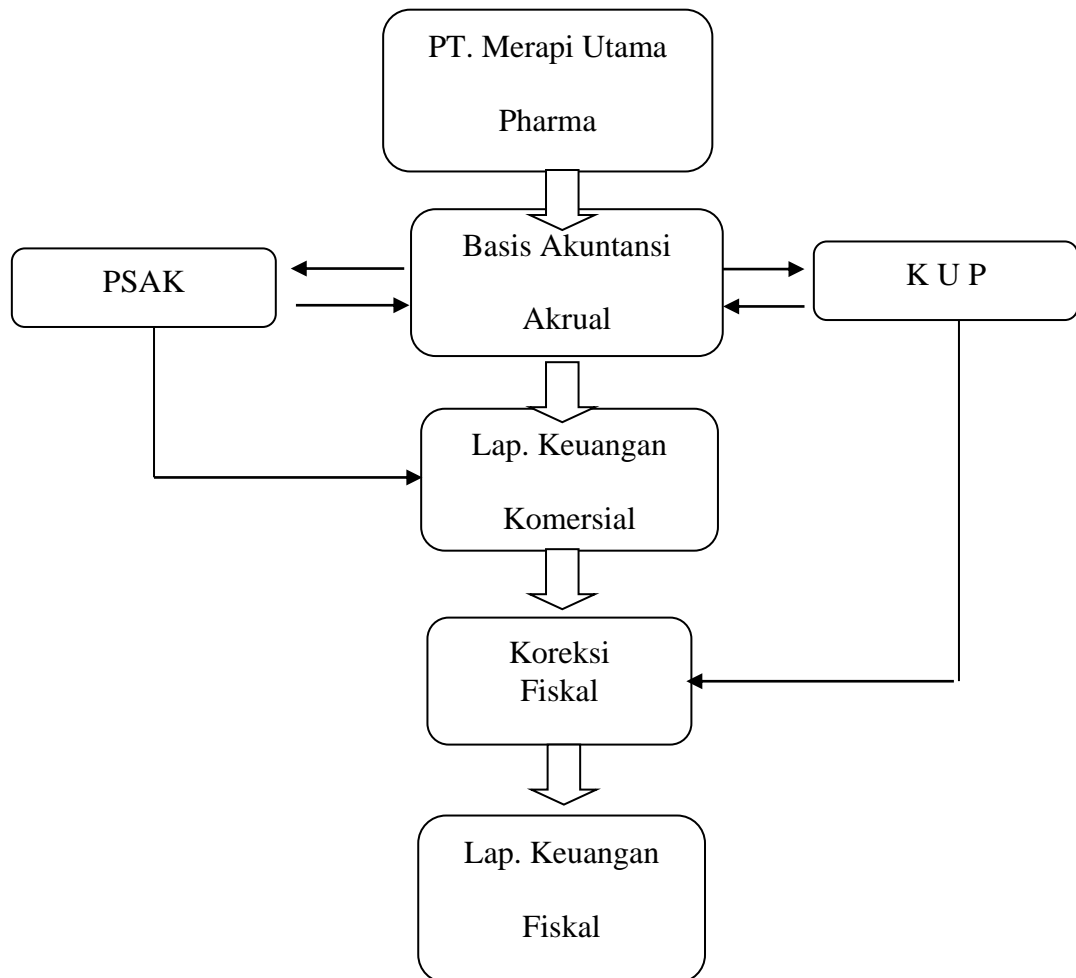 PT. Merapi Utama
Pharma
Basis Akuntansi
Akrual
PSAK
K U P
Lap. Keuangan
Komersial
Koreksi
Fiskal
Lap. Keuangan
Fiskal